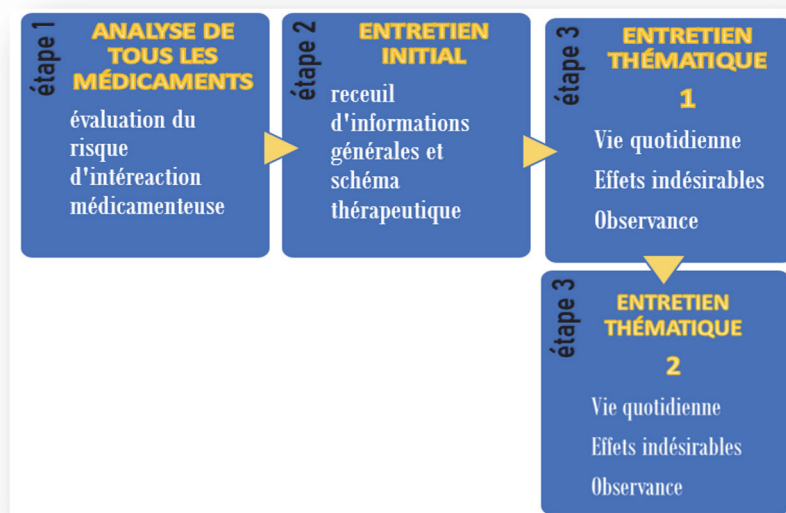 étape 1
ANALYSE DE
TOUS LES
MÉDICAMENTS
évaluation du
risque
d'intéreaction
médicamenteuse
étape 2
ENTRETIEN
INITIAL
receuil
d'informations
générales et
schéma
thérapeutique
étape 3
ENTRETIEN
THÉMATIQUE
1
Vie quotidienne
Effets indésirables
Observance
étape 3
ENTRETIEN
THÉMATIQUE
2
Vie quotidienne
Effets indésirables
Observance